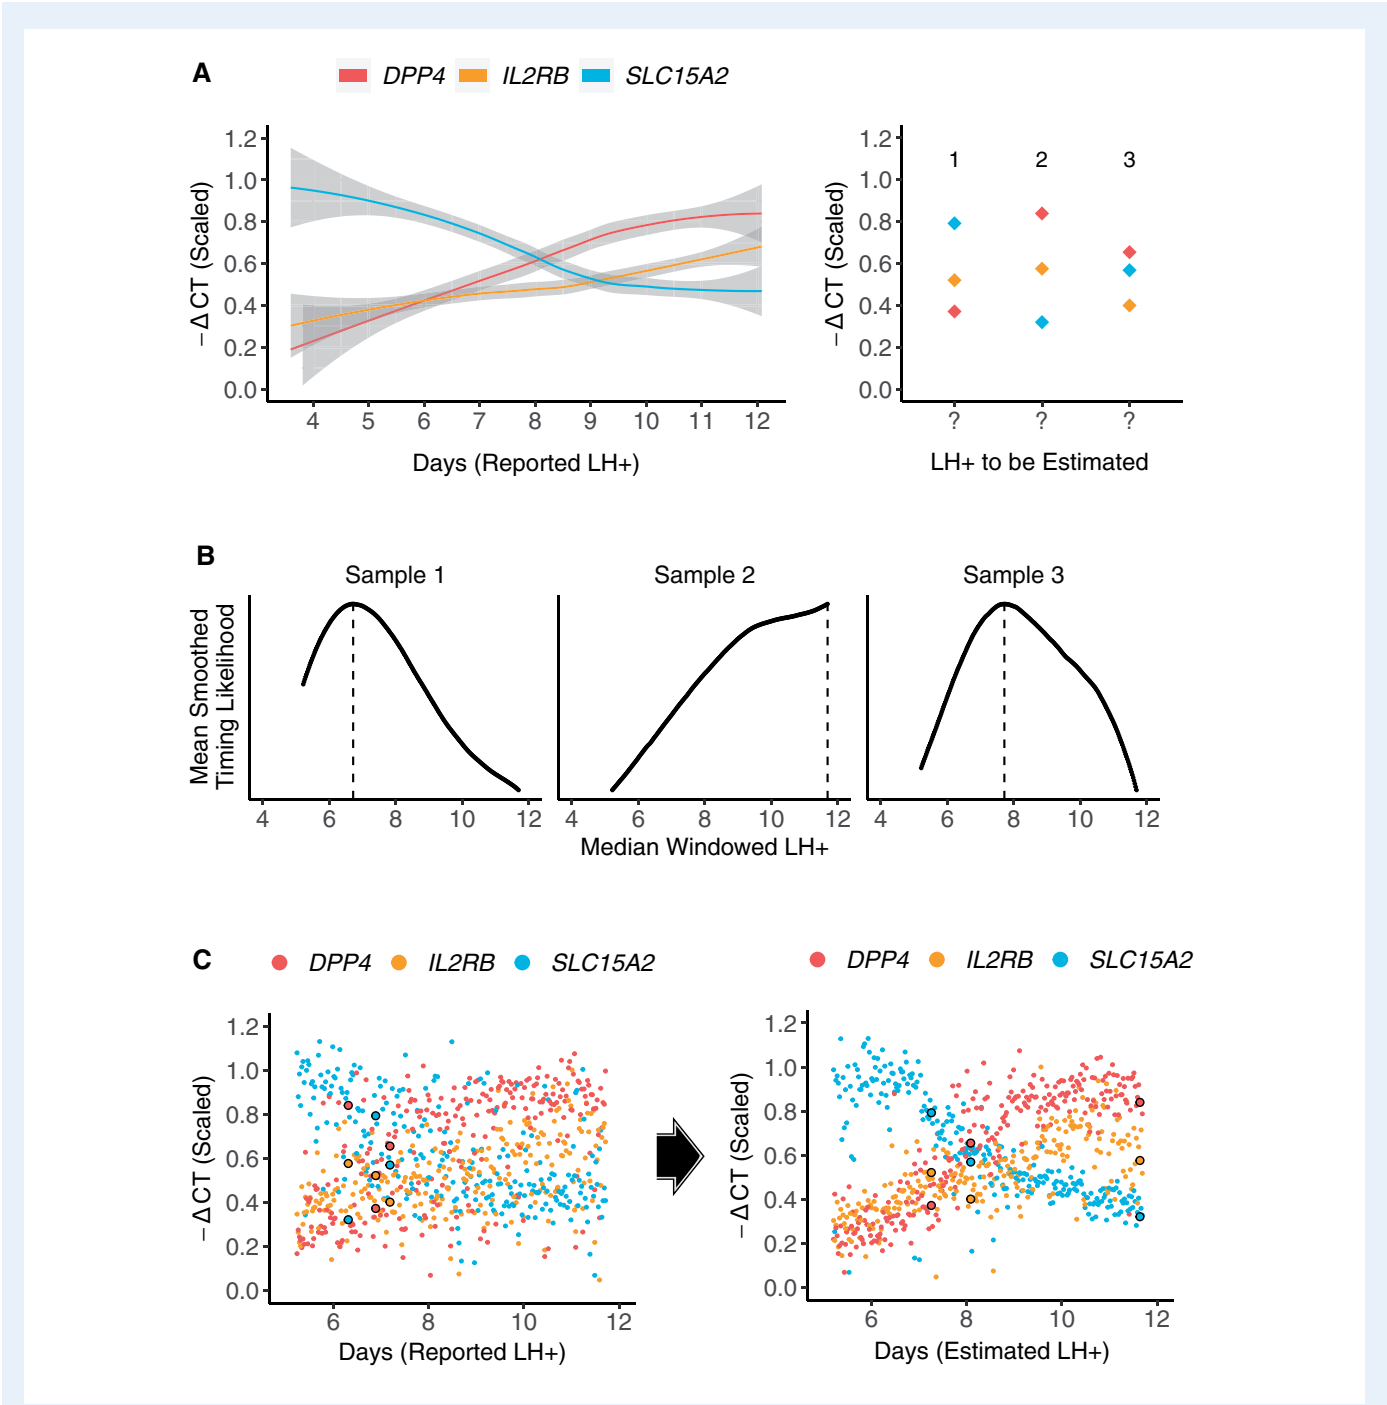 A
DPP4 IL2RB SLC15A2
1.2
1.0
0.8
0.6
0.4
0.2
0.0
−Δ CT (Scaled)
4 5 6 7 8 9 10 11 12
Days (Reported LH+)
1.2
1.0
0.8
0.6
0.4
0.2
0.0
−Δ CT (Scaled)
1 2 3
? ? ?
LH+ to be Estimated
B
Sample 1 Sample 2 Sample 3
Mean Smoothed
Timing Likelihood
4 6 8 10 12 4 6 8 10 12 4 6 8 10 12
Median Windowed LH+
C
DPP4 IL2RB SLC15A2
1.2
1.0
0.8
0.6
0.4
0.2
0.0
−Δ CT (Scaled)
6 8 10 12
Days (Reported LH+)
DPP4 IL2RB SLC15A2
1.2
1.0
0.8
0.6
0.4
0.2
0.0
−Δ CT (Scaled)
6 8 10 12
Days (Estimated LH+)